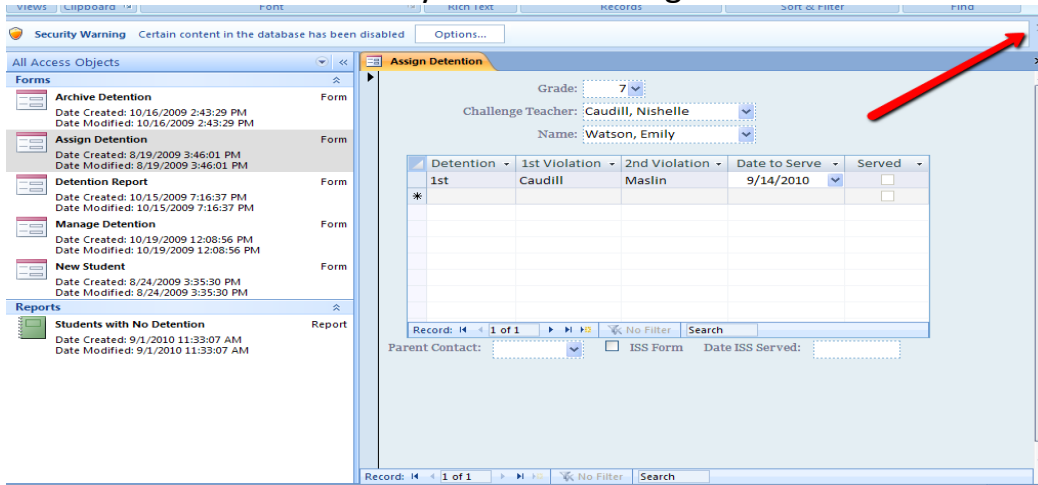 Views Clipboard Font Rich Text Records Sort & Filter Find
Security Warning Certain content in the database has been disabled Options...
All Access Objects
Assign Detention
Forms
Archive Detention Form
Date Created: 10/16/2009 2:43:29 PM
Date Modified: 10/16/2009 2:43:29 PM
Assign Detention Form
Date Created: 8/19/2009 3:46:01 PM
Date Modified: 8/19/2009 3:46:01 PM
Detention Report Form
Date Created: 10/15/2009 7:16:37 PM
Date Modified: 10/15/2009 7:16:37 PM
Manage Detention Form
Date Created: 10/19/2009 12:08:56 PM
Date Modified: 10/19/2009 12:08:56 PM
New Student Form
Date Created: 8/24/2009 3:35:30 PM
Date Modified: 8/24/2009 3:35:30 PM
Reports
Students with No Detention Report
Date Created: 9/1/2010 11:33:07 AM
Date Modified: 9/1/2010 11:33:07 AM
Grade: 7
Challenge Teacher: Caudill, Nishelle
Name: Watson, Emily
Detention 1st Violation 2nd Violation Date to Serve Served
1st Caudill Maslin 9/14/2010
Record: 1 of 1 No Filter Search
Parent Contact: ISS Form Date ISS Served:
Record: 1 of 1 No Filter Search